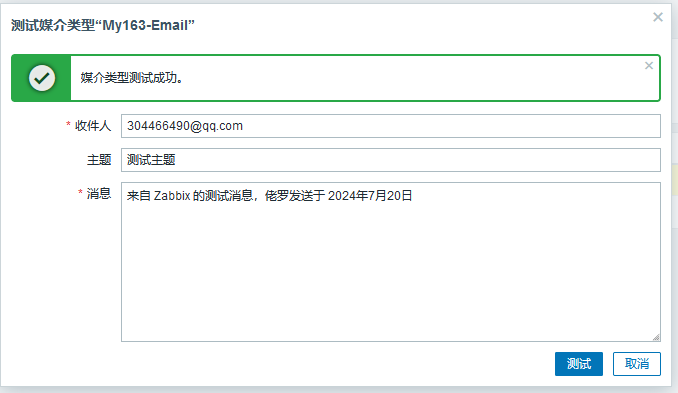 测试媒介类型“My163-Email”
媒介类型测试成功。
* 收件人 304466490@qq.com
主题 测试主题
* 消息 来自 Zabbix 的测试消息，佬罗发送于 2024年7月20日
测试 取消